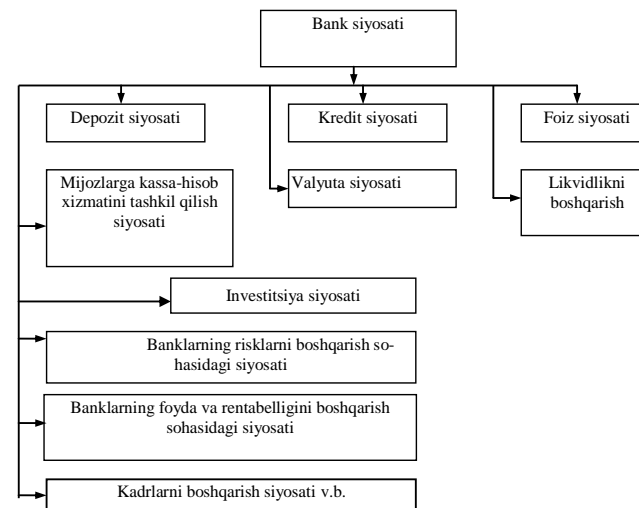 Bank siyosati
Depozit siyosati
Kredit siyosati
Foiz siyosati
Mijozlarga kassa-hisob
xizmatini tashkil qilish
siyosati
Valyuta siyosati
Likvidlikni
boshqarish
Investitsiya siyosati
Banklarning risklarni boshqarish so-
hasidagi siyosati
Banklarning foyda va rentabelligini boshqarish
sohasidagi siyosati
Kadrlarni boshqarish siyosati v.b.